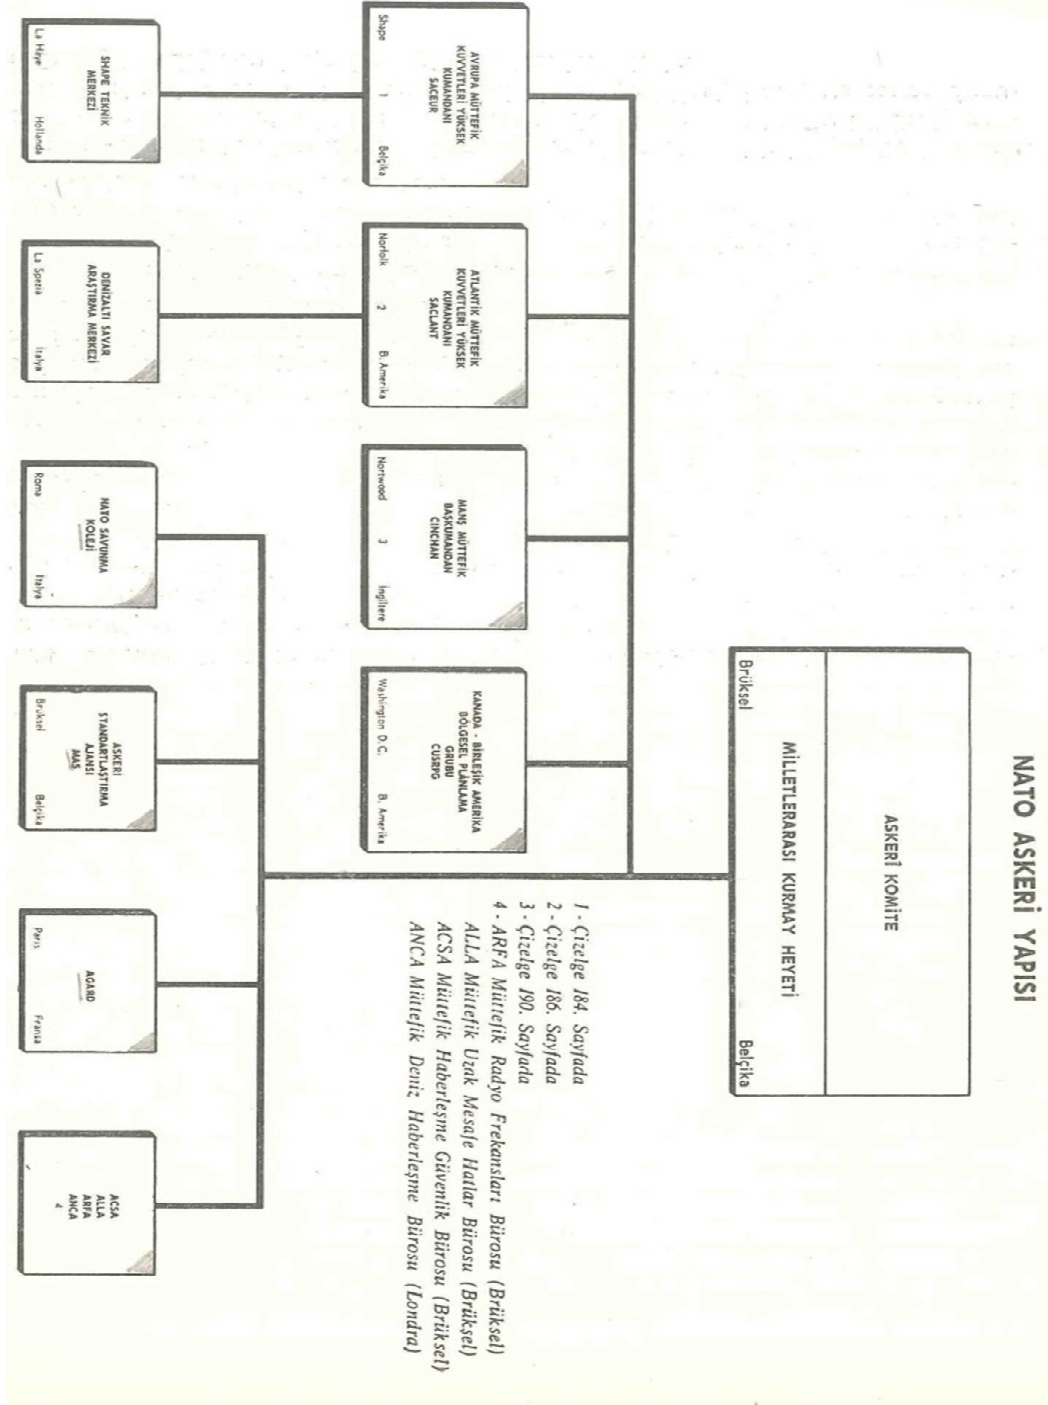 NATO ASKERİ YAPISI
ASKERÎ KOMİTE
MİLLETLERARASI KURMAY HEYETİ
Brüksel Belçika
AVRUPA MÜTTEFİK
KUVVETLERİ YÜKSEK
KUMANDANI
SACEUR
Shape 1 Belçika
ATLANTİK MÜTTEFİK
KUVVETLERİ YÜKSEK
KUMANDANI
SACLANT
Norfolk 2 B. Amerika
MANŞ MÜTTEFİK
BAŞKUMANDAN
CINCHAN
Nortwood 3 İngiltere
KANADA - BİRLEŞİK AMERİKA
BÖLGESEL PLÂNLAMA
GRUBU
CUSRPG
Washington D.C. B. Amerika
1 - Çizelge 184. Sayfada
2 - Çizelge 186. Sayfada
3 - Çizelge 190. Sayfada
4 - ARFA Müttefik Radyo Frekansları Bürosu (Brüksel)
ALLA Müttefik Uzak Mesafe Hatlar Bürosu (Brükşel)
ACSA Müttefik Haberleşme Güvenlik Bürosu (Brüksel)
ANCA Müttefik Deniz Haberleşme Bürosu (Londra)
SHAPE TEKNİK
MERKEZİ
La Haye Hollanda
DENİZALTI SAVAR
ARAŞTIRMA MERKEZİ
La Spezia İtalya
NATO SAVUNMA
KOLEJİ
Roma İtalya
ASKERI
STANDARTLAŞTIRMA
AJANSI
MAS
Brüksel Belçika
AGARD
Paris Fransa
ACSA
ALLA
ARFA
ANCA
4